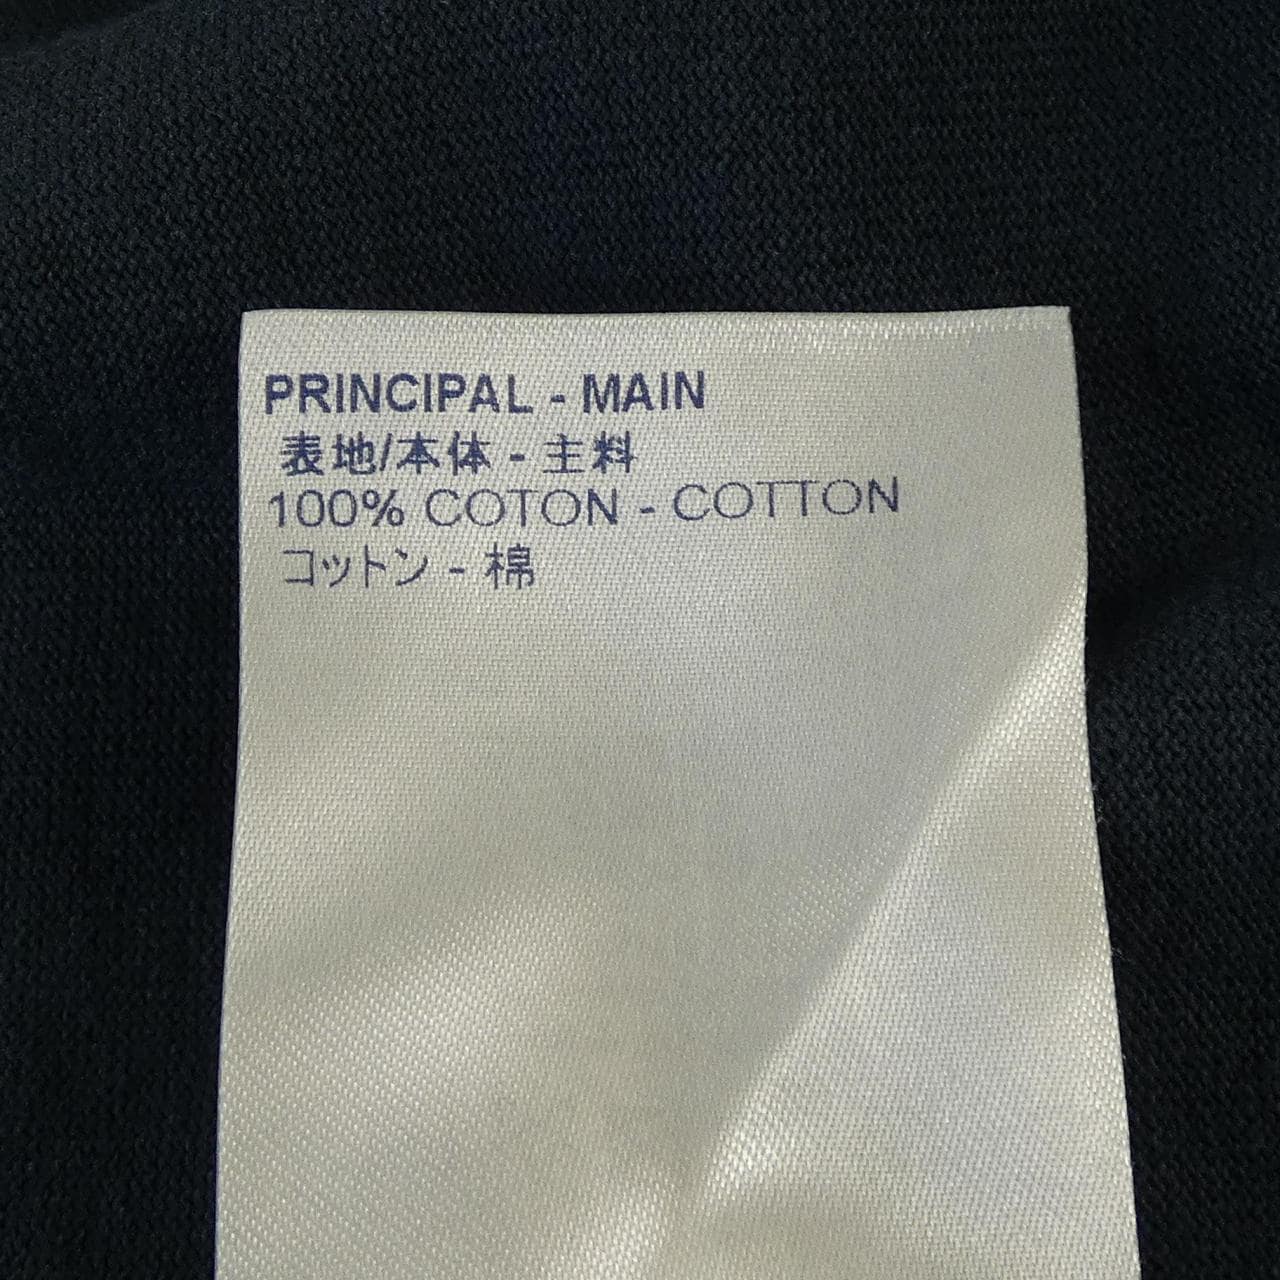 PRINCIPAL - MAIN
表地/本体 - 主料
100% COTON - COTTON
コットン - 棉